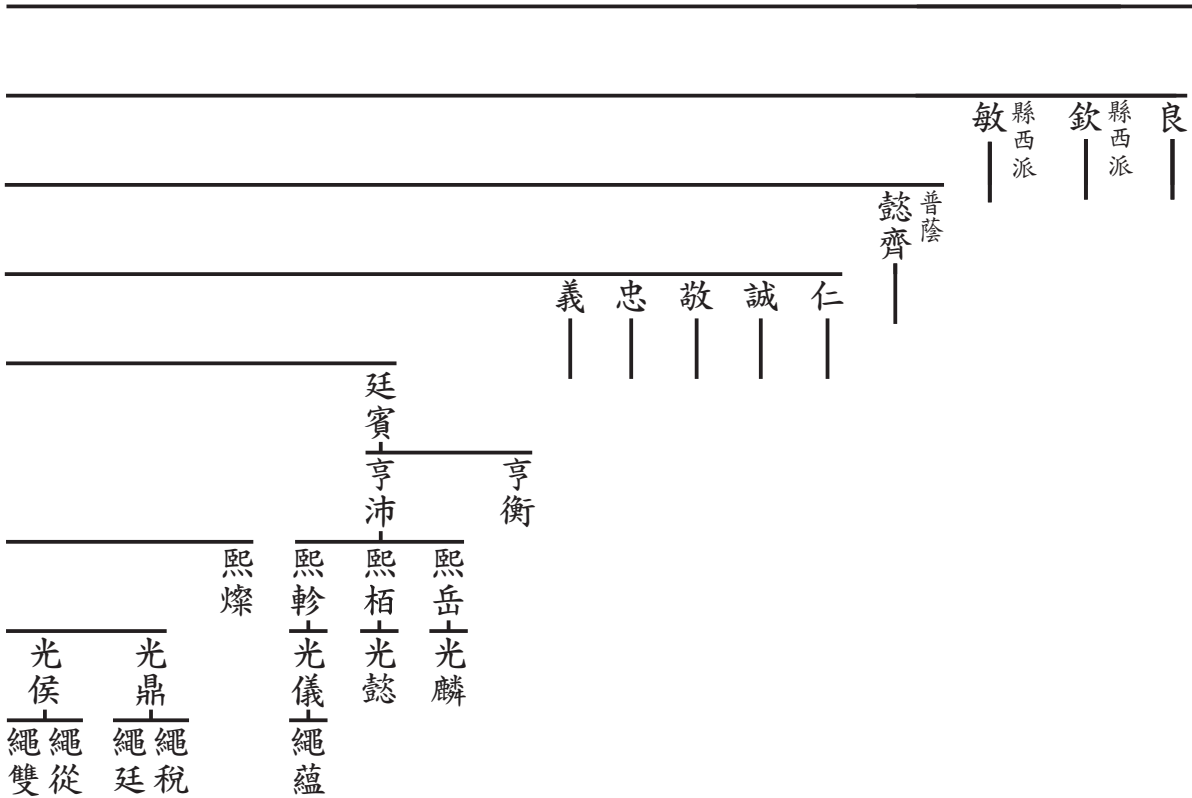 良
欽
縣西派
敏
縣西派
懿齊
普蔭
仁
誠
敬
忠
義
廷賓
亨衡
亨沛
熙岳
熙栢
熙軫
熙燦
光麟
光懿
光儀
光鼎
光侯
繩蘊
繩稅
繩廷
繩從
繩雙